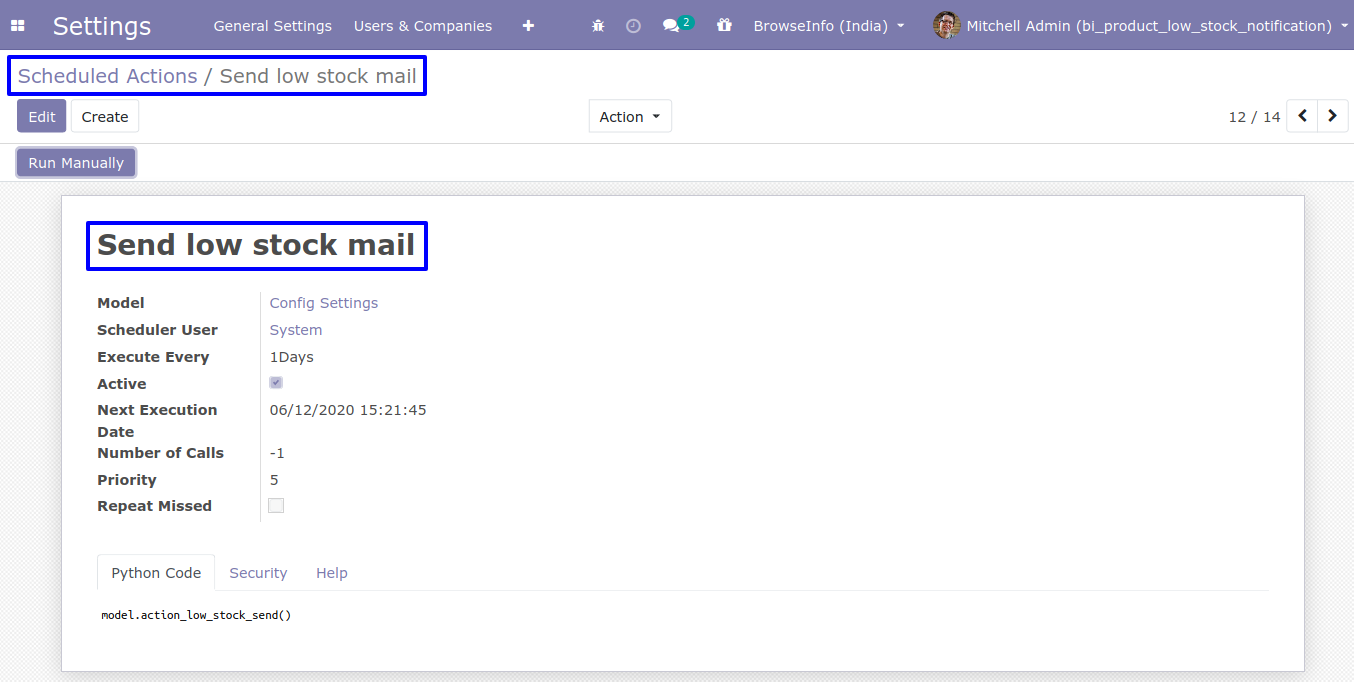 Settings General Settings Users & Companies + 2 BrowseInfo (India) Mitchell Admin (bi_product_low_stock_notification)
Scheduled Actions / Send low stock mail
Edit Create Action 12 / 14
Run Manually
Send low stock mail
Model Config Settings
Scheduler User System
Execute Every 1Days
Active
Next Execution Date 06/12/2020 15:21:45
Number of Calls -1
Priority 5
Repeat Missed
Python Code Security Help
model.action_low_stock_send()